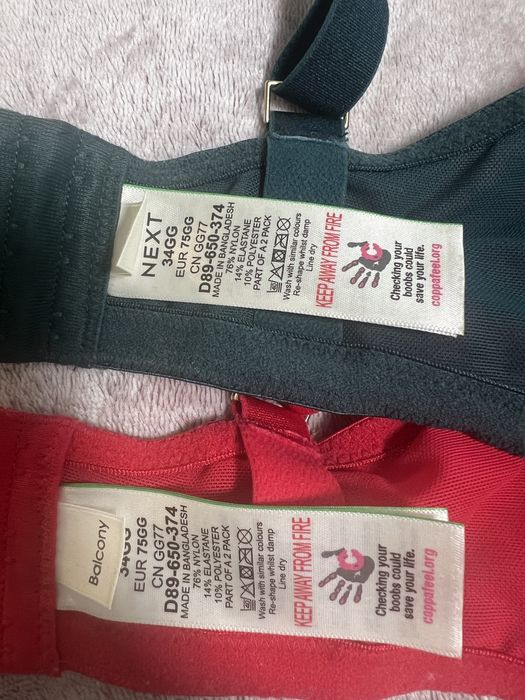 NEXT
34GG
EUR 75GG
CN GG77
D89-650-374
MADE IN BANGLADESH
76% NYLON
14% ELASTANE
10% POLYESTER
PART OF A 2 PACK
Wash with similar colours
Re-shape whilst damp
Line dry
KEEP AWAY FROM FIRE
Checking your
boobs could
save your life.
coppafeel.org
Balcony
34GG
EUR 75GG
CN GG77
D89-650-374
MADE IN BANGLADESH
76% NYLON
14% ELASTANE
10% POLYESTER
PART OF A 2 PACK
Wash with similar colours
Re-shape whilst damp
Line dry
KEEP AWAY FROM FIRE
Checking your
boobs could
save your life.
coppafeel.org